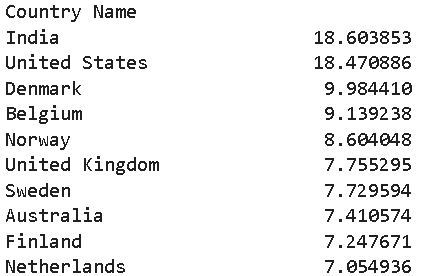 Country Name
India 18.603853
United States 18.470886
Denmark 9.984410
Belgium 9.139238
Norway 8.604048
United Kingdom 7.755295
Sweden 7.729594
Australia 7.410574
Finland 7.247671
Netherlands 7.054936